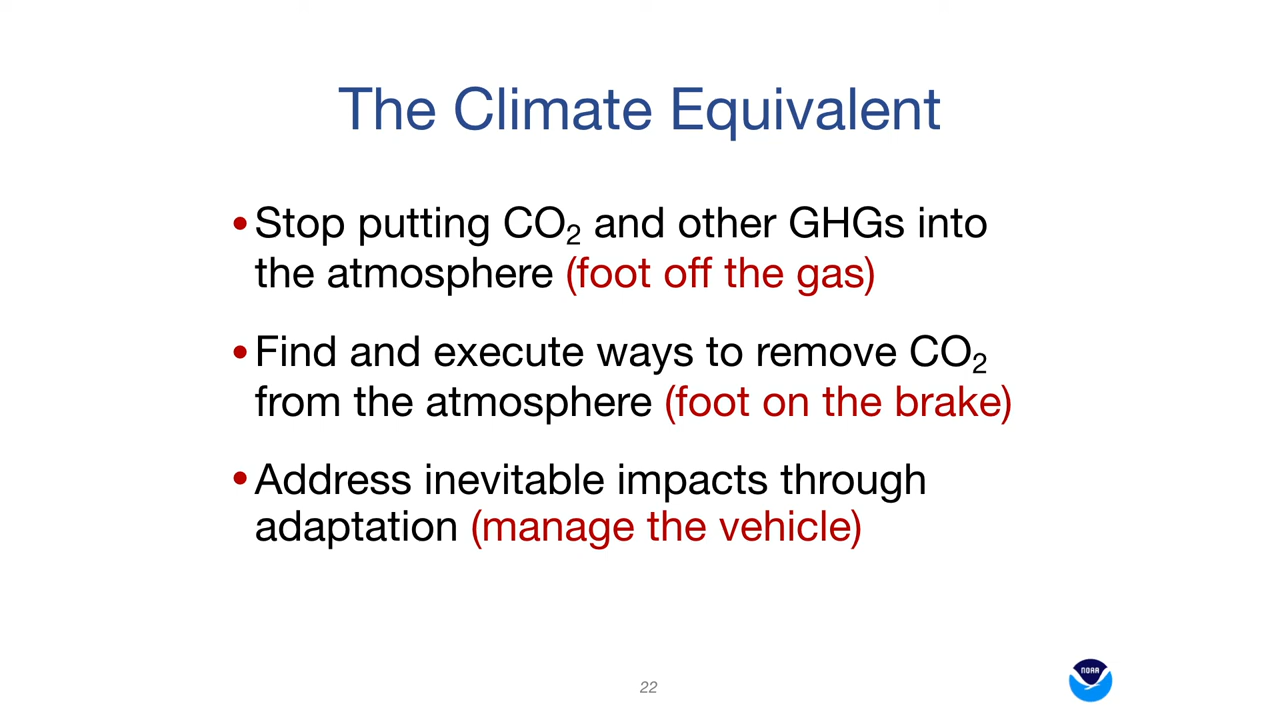 The Climate Equivalent
•Stop putting CO₂ and other GHGs into
the atmosphere (foot off the gas)
•Find and execute ways to remove CO₂
from the atmosphere (foot on the brake)
•Address inevitable impacts through
adaptation (manage the vehicle)
22
NOAA